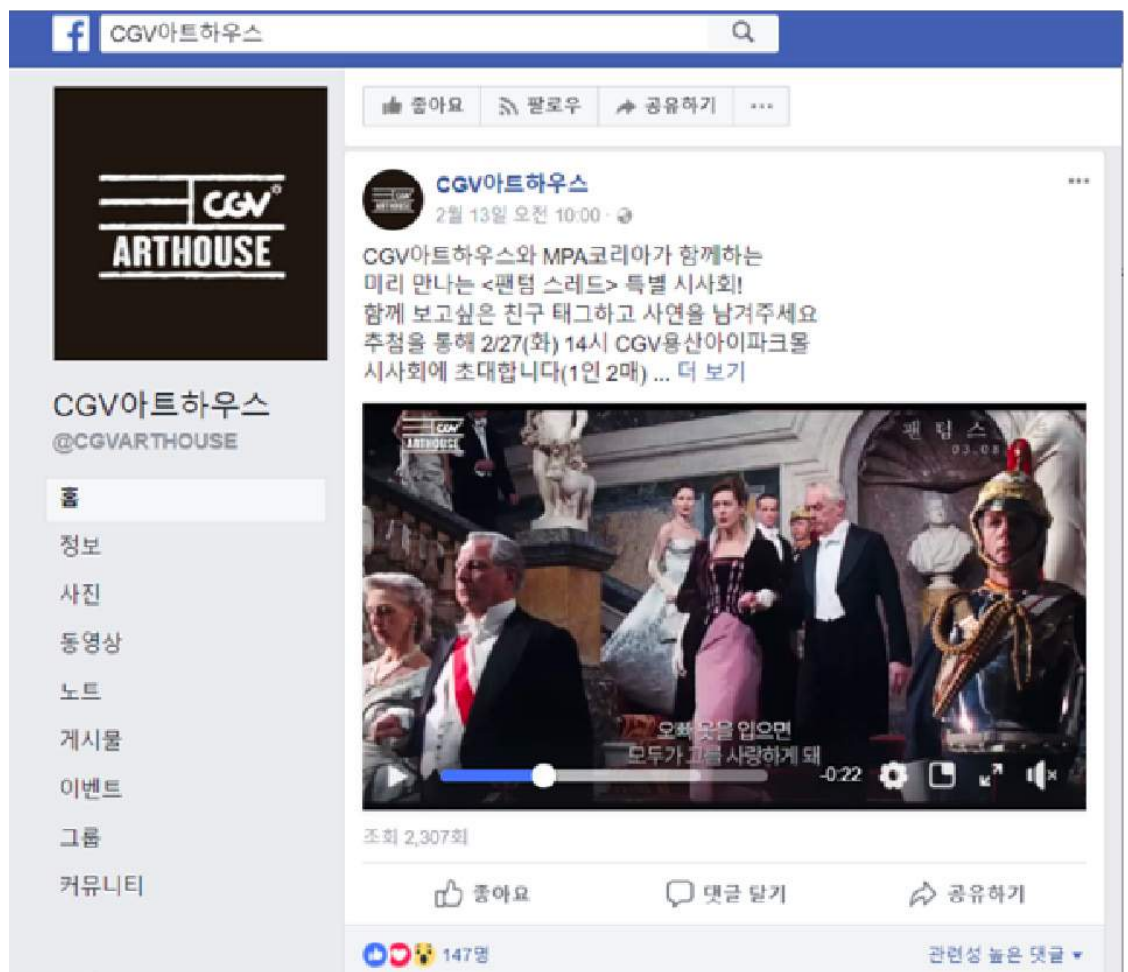 f CGV아트하우스
CGV
ARTHOUSE
CGV아트하우스
@CGVARTHOUSE
홈
정보
사진
동영상
노트
게시물
이벤트
그룹
커뮤니티
좋아요 팔로우 공유하기 ...
CGV아트하우스
2월 13일 오전 10:00 ·
CGV아트하우스와 MPA코리아가 함께하는
미리 만나는 <팬텀 스레드> 특별 시사회!
함께 보고싶은 친구 태그하고 사연을 남겨주세요
추첨을 통해 2/27(화) 14시 CGV용산아이파크몰
시사회에 초대합니다(1인 2매) ... 더 보기
CGV
ARTHOUSE
팬텀 스
03.08
오빠 옷을 입으면
모두가 그를 사랑하게 돼
-0:22
조회 2,307회
좋아요 댓글 달기 공유하기
147명 관련성 높은 댓글